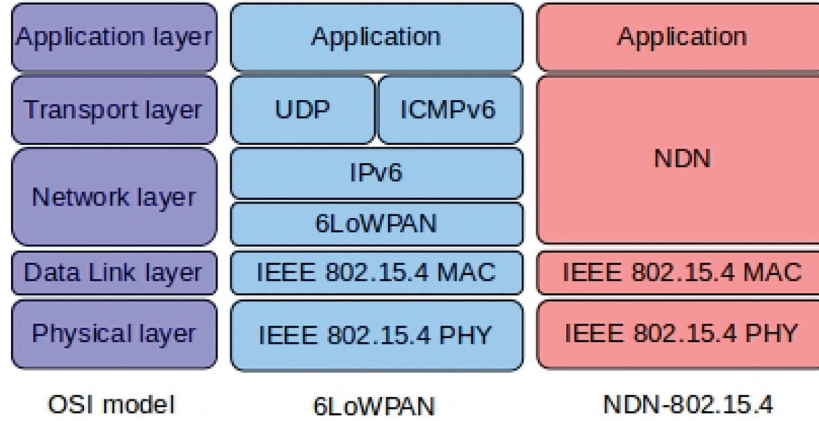 Application layer
Application
Application
Transport layer
UDP
ICMPv6
NDN
Network layer
IPv6
6LoWPAN
Data Link layer
IEEE 802.15.4 MAC
IEEE 802.15.4 MAC
Physical layer
IEEE 802.15.4 PHY
IEEE 802.15.4 PHY
OSI model
6LoWPAN
NDN-802.15.4